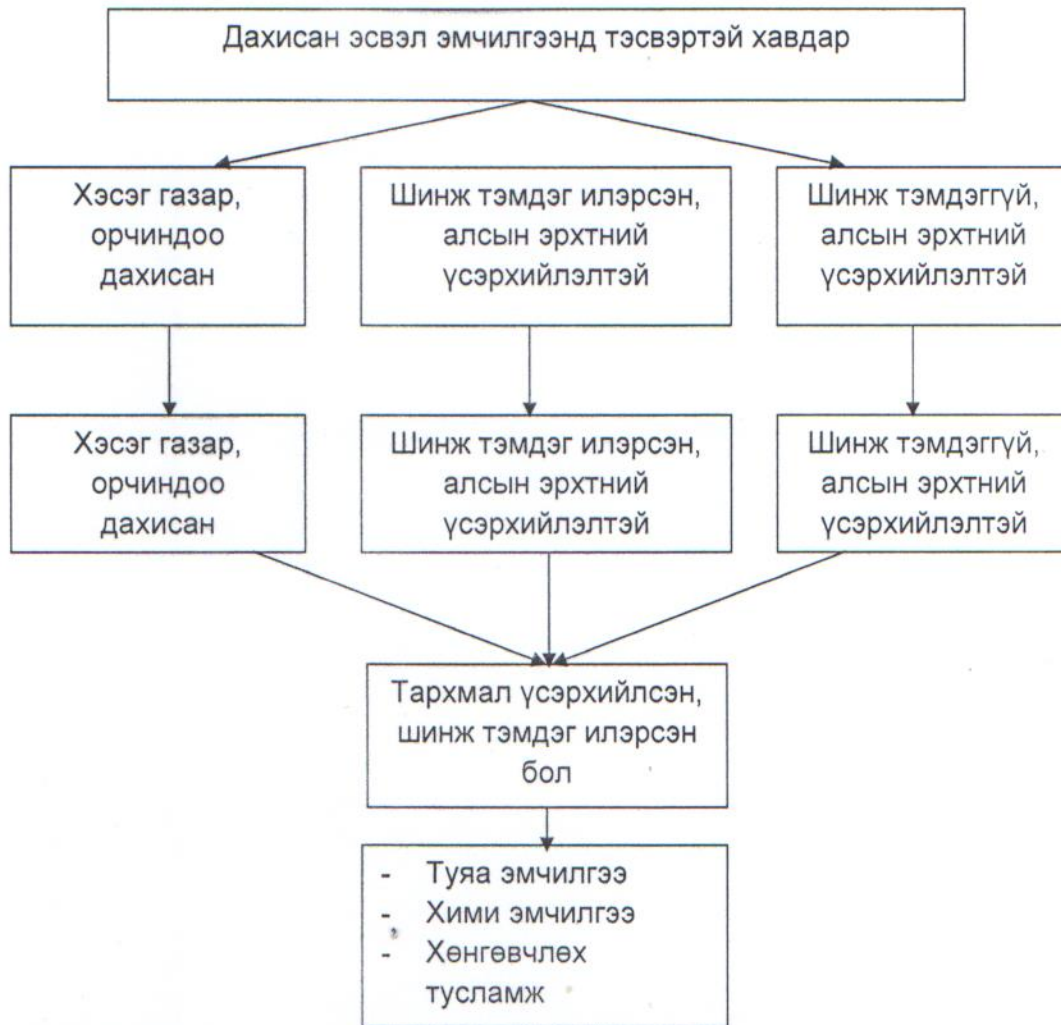 Дахисан эсвэл эмчилгээнд тэсвэртэй хавдар
Хэсэг газар,
орчиндоо
дахисан
Шинж тэмдэг илэрсэн,
алсын эрхтний
үсэрхийлэлтэй
Шинж тэмдэггүй,
алсын эрхтний
үсэрхийлэлтэй
Хэсэг газар,
орчиндоо
дахисан
Шинж тэмдэг илэрсэн,
алсын эрхтний
үсэрхийлэлтэй
Шинж тэмдэггүй,
алсын эрхтний
үсэрхийлэлтэй
Тархмал үсэрхийлсэн,
шинж тэмдэг илэрсэн
бол
- Туяа эмчилгээ
- Хими эмчилгээ
- Хөнгөвчлөх
тусламж